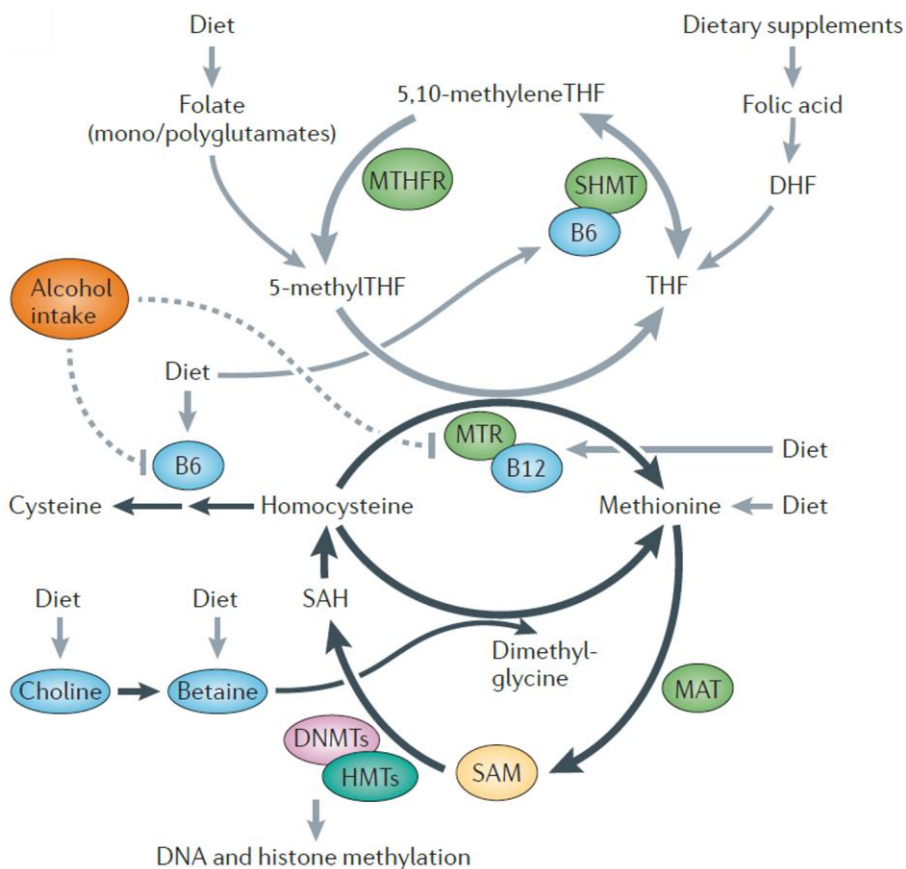 Diet
Dietary supplements
5,10-methyleneTHF
Folate
(mono/polyglutamates)
Folic acid
MTHFR
SHMT
B6
DHF
5-methylTHF
THF
Alcohol
intake
Diet
MTR
B12
Diet
B6
Cysteine
Homocysteine
Methionine
Diet
SAH
Diet
Diet
Dimethyl-
glycine
Choline
Betaine
MAT
DNMTs
HMTs
SAM
DNA and histone methylation